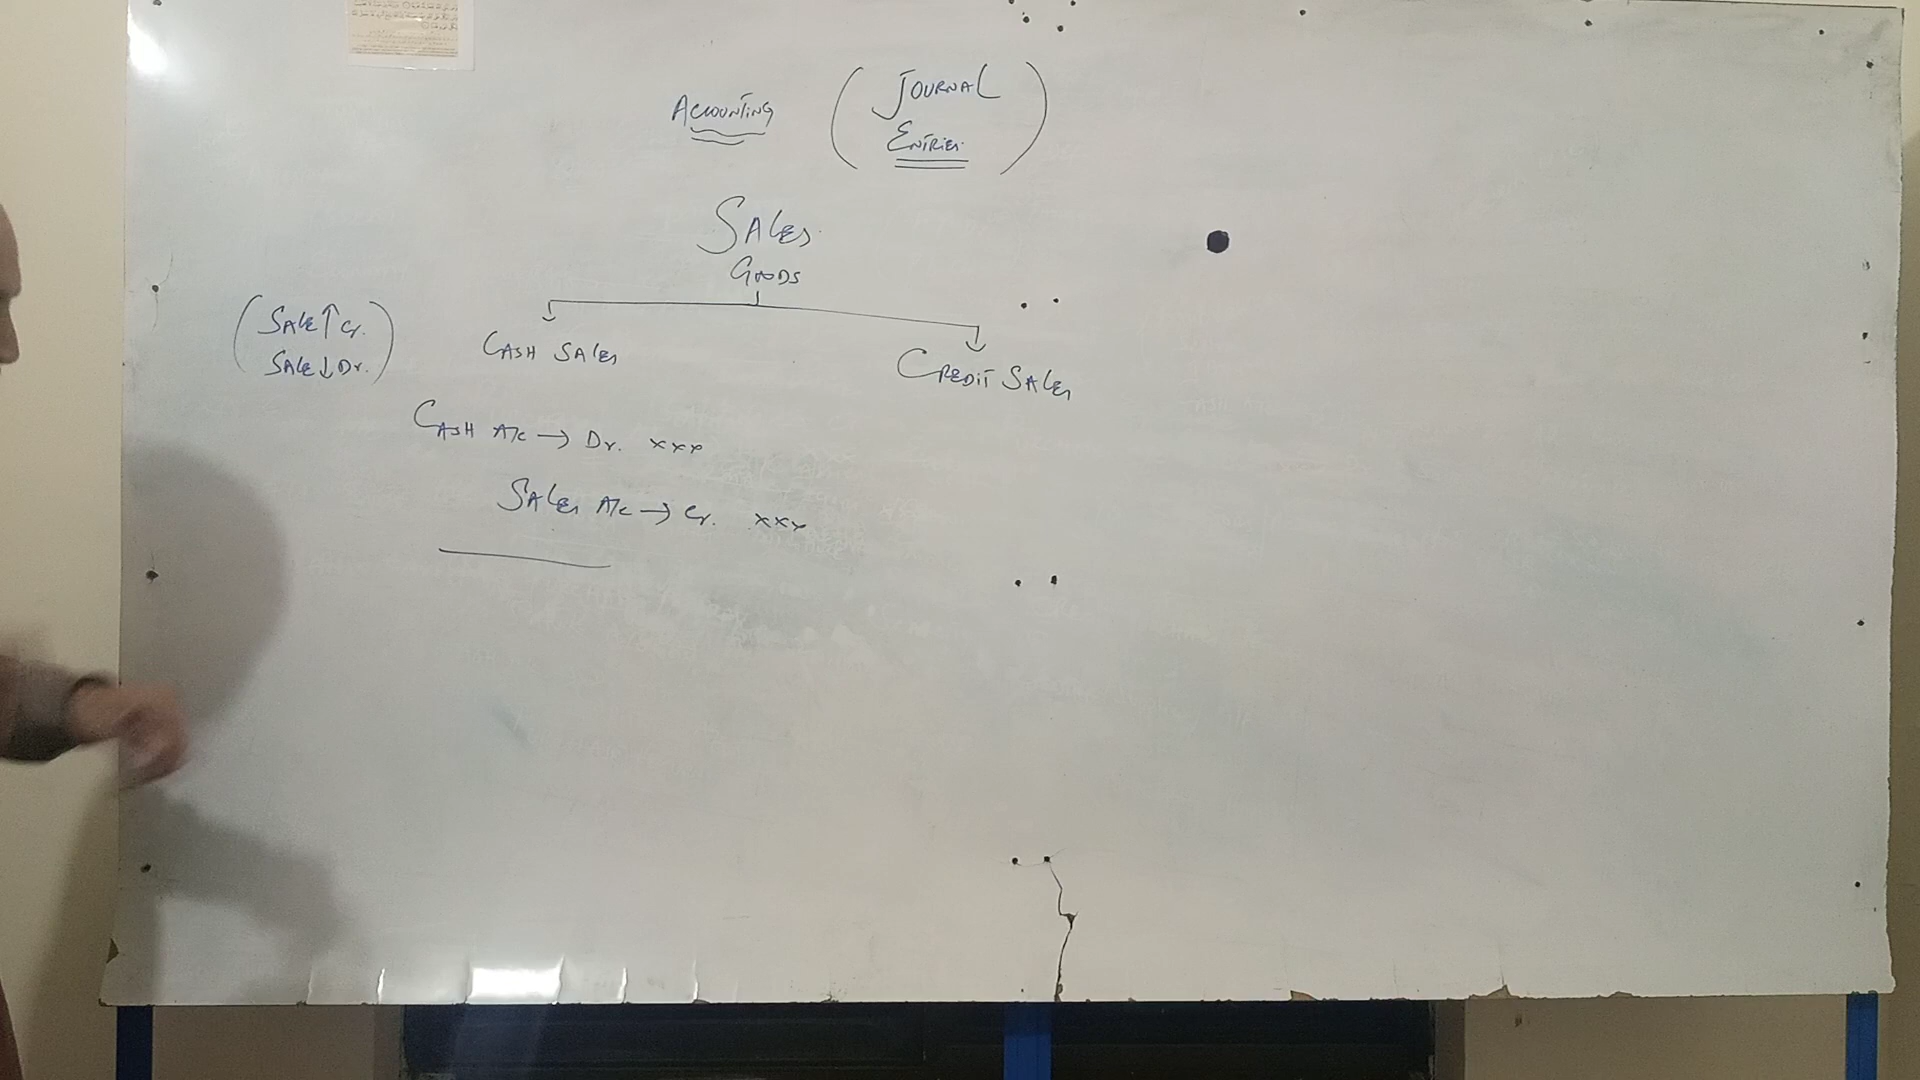 ACCOUNTING (JOURNAL
ENTRIES)
SALES
GOODS
(SALE↑ Cr.
SALE↓ Dr.)
CASH SALES
CREDIT SALES
CASH A/c → Dr. xxx
SALES A/c → Cr. xxx